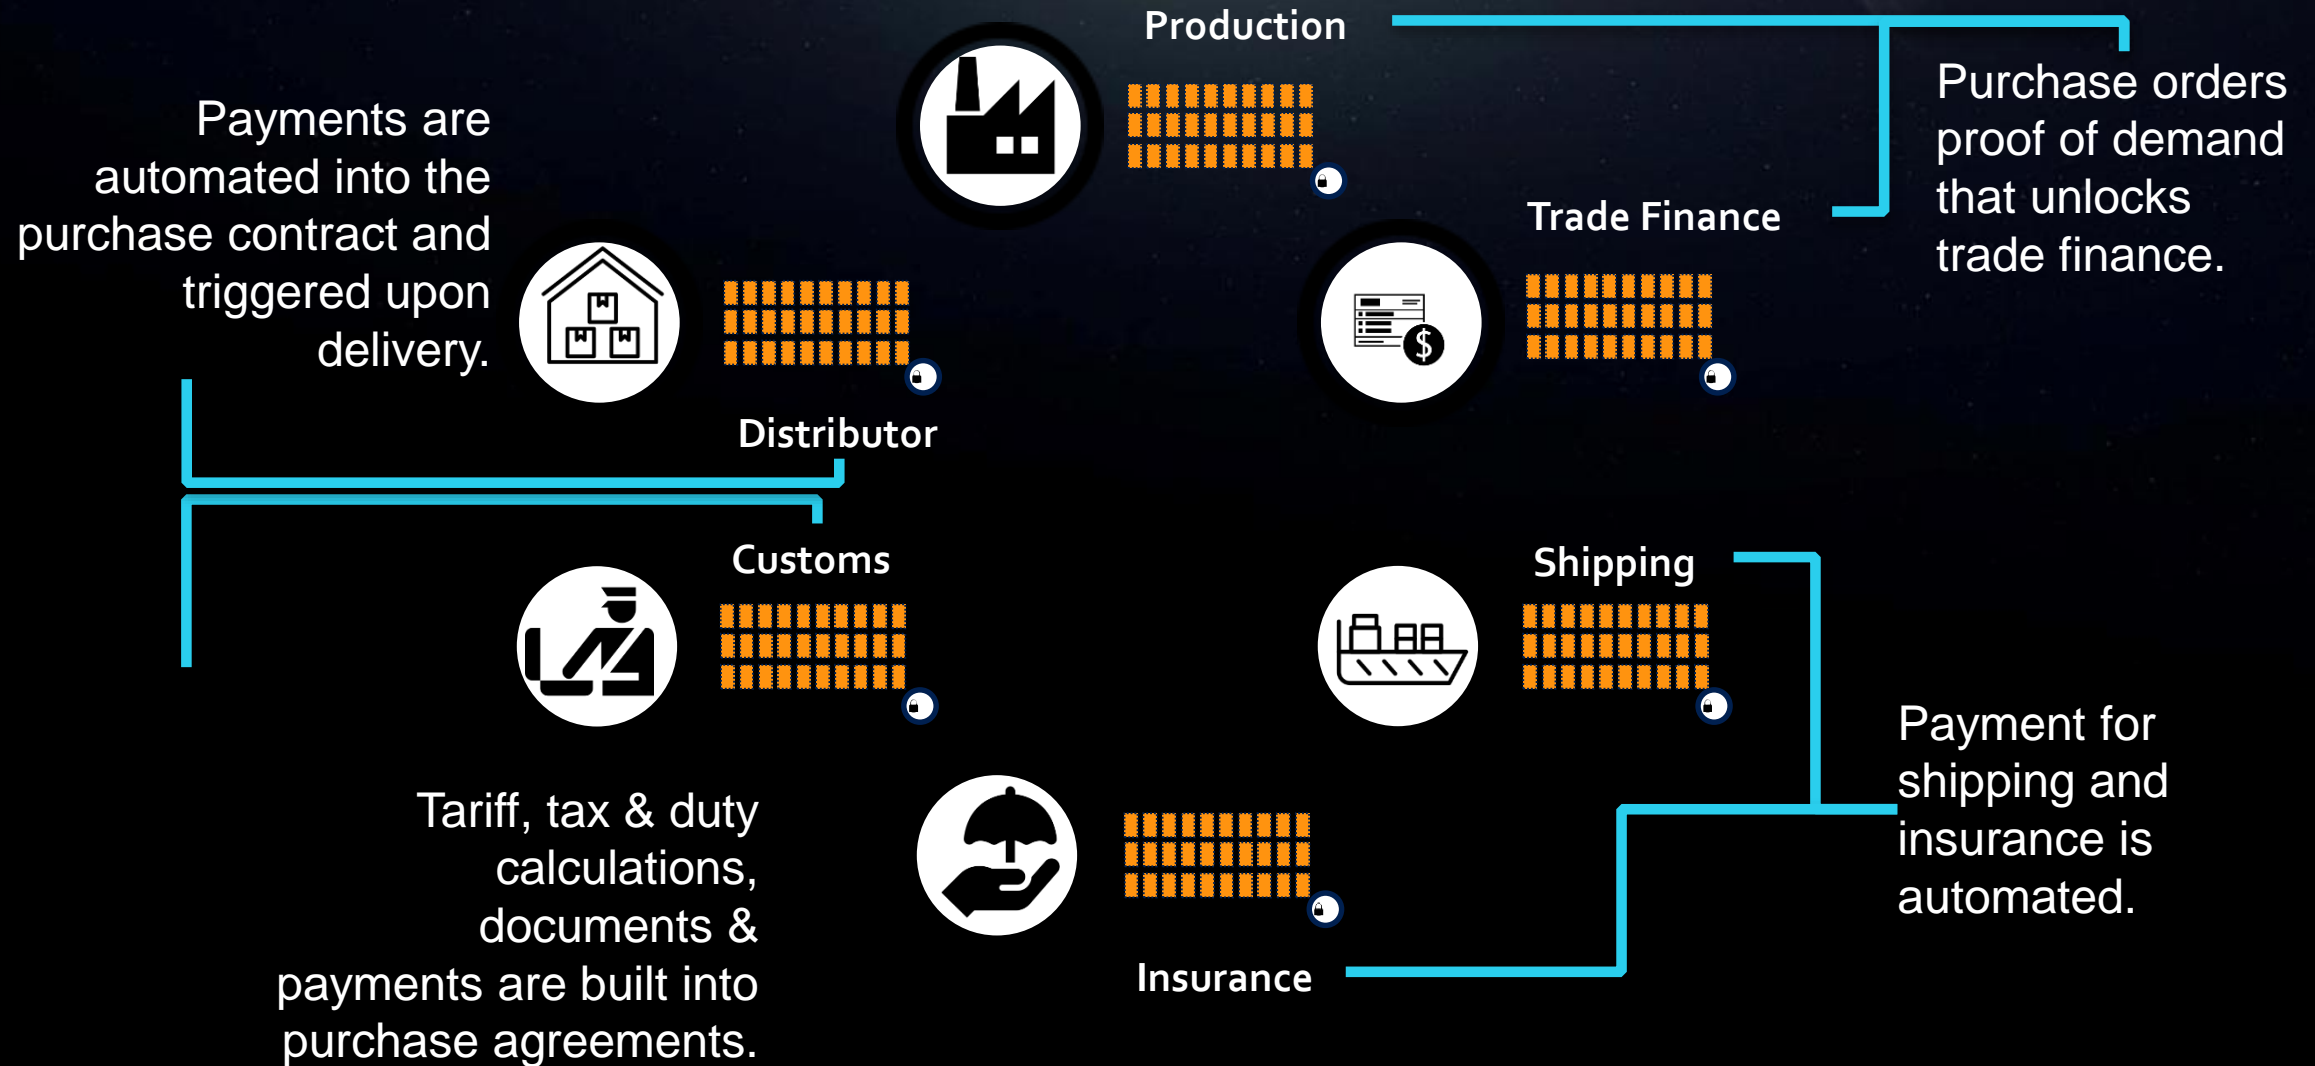 Production
Purchase orders
proof of demand
that unlocks
trade finance.
Payments are
automated into the
purchase contract and
triggered upon
delivery.
Trade Finance
$
Distributor
Customs
Shipping
Payment for
shipping and
insurance is
automated.
Tariff, tax & duty
calculations,
documents &
payments are built into
purchase agreements.
Insurance